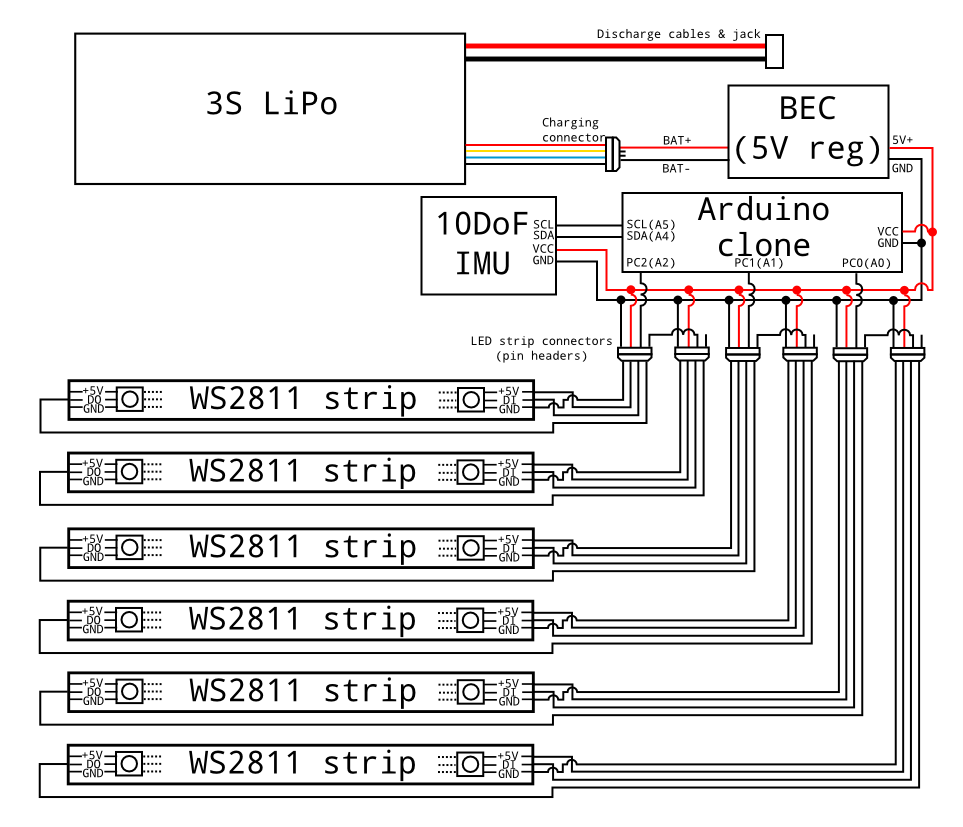 Discharge cables & jack
3S LiPo
BEC
(5V reg)
Charging
connector
BAT+
BAT-
5V+
GND
10DoF
IMU
SCL
SDA
VCC
GND
Arduino
clone
SCL(A5)
SDA(A4)
VCC
GND
PC2(A2)
PC1(A1)
PC0(A0)
LED strip connectors
(pin headers)
+5V
DO
GND
WS2811 strip
+5V
DI
GND
+5V
DO
GND
WS2811 strip
+5V
DI
GND
+5V
DO
GND
WS2811 strip
+5V
DI
GND
+5V
DO
GND
WS2811 strip
+5V
DI
GND
+5V
DO
GND
WS2811 strip
+5V
DI
GND
+5V
DO
GND
WS2811 strip
+5V
DI
GND